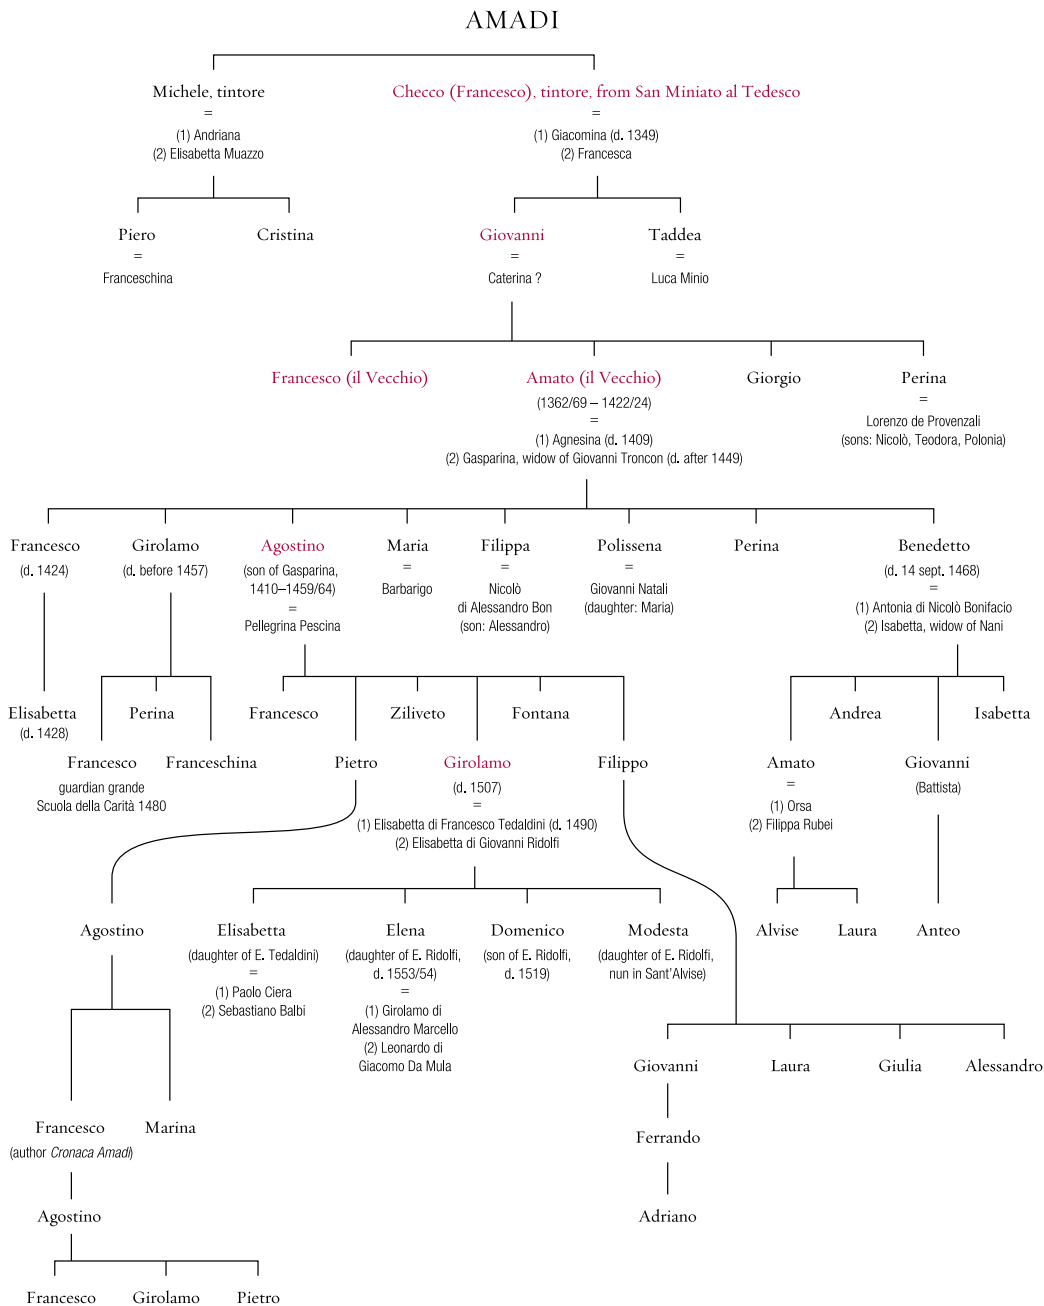 AMADI
Michele, tintore
=
(1) Andriana
(2) Elisabetta Muazzo
Checco (Francesco), tintore, from San Miniato al Tedesco
=
(1) Giacomina (d. 1349)
(2) Francesca
Piero
=
Franceschina
Cristina
Giovanni
=
Caterina ?
Taddea
=
Luca Minio
Francesco (il Vecchio)
Amato (il Vecchio)
(1362/69 – 1422/24)
=
(1) Agnesina (d. 1409)
(2) Gasparina, widow of Giovanni Troncon (d. after 1449)
Giorgio
Perina
=
Lorenzo de Provenzali
(sons: Nicolò, Teodora, Polonia)
Francesco
(d. 1424)
Girolamo
(d. before 1457)
Agostino
(son of Gasparina,
1410–1459/64)
=
Pellegrina Pescina
Maria
=
Barbarigo
Filippa
=
Nicolò
di Alessandro Bon
(son: Alessandro)
Polissena
=
Giovanni Natali
(daughter: Maria)
Perina
Benedetto
(d. 14 sept. 1468)
=
(1) Antonia di Nicolò Bonifacio
(2) Isabetta, widow of Nani
Elisabetta
(d. 1428)
Perina
Francesco
Ziliveto
Fontana
Andrea
Isabetta
Francesco
guardian grande
Scuola della Carità 1480
Franceschina
Pietro
Girolamo
(d. 1507)
=
(1) Elisabetta di Francesco Tedaldini (d. 1490)
(2) Elisabetta di Giovanni Ridolfi
Filippo
Amato
=
(1) Orsa
(2) Filippa Rubei
Giovanni
(Battista)
Agostino
Elisabetta
(daughter of E. Tedaldini)
=
(1) Paolo Ciera
(2) Sebastiano Balbi
Elena
(daughter of E. Ridolfi,
d. 1553/54)
=
(1) Girolamo di
Alessandro Marcello
(2) Leonardo di
Giacomo Da Mula
Domenico
(son of E. Ridolfi,
d. 1519)
Modesta
(daughter of E. Ridolfi,
nun in Sant'Alvise)
Alvise
Laura
Anteo
Giovanni
Laura
Giulia
Alessandro
Francesco
(author Cronaca Amadi)
Marina
Ferrando
Agostino
Adriano
Francesco
Girolamo
Pietro